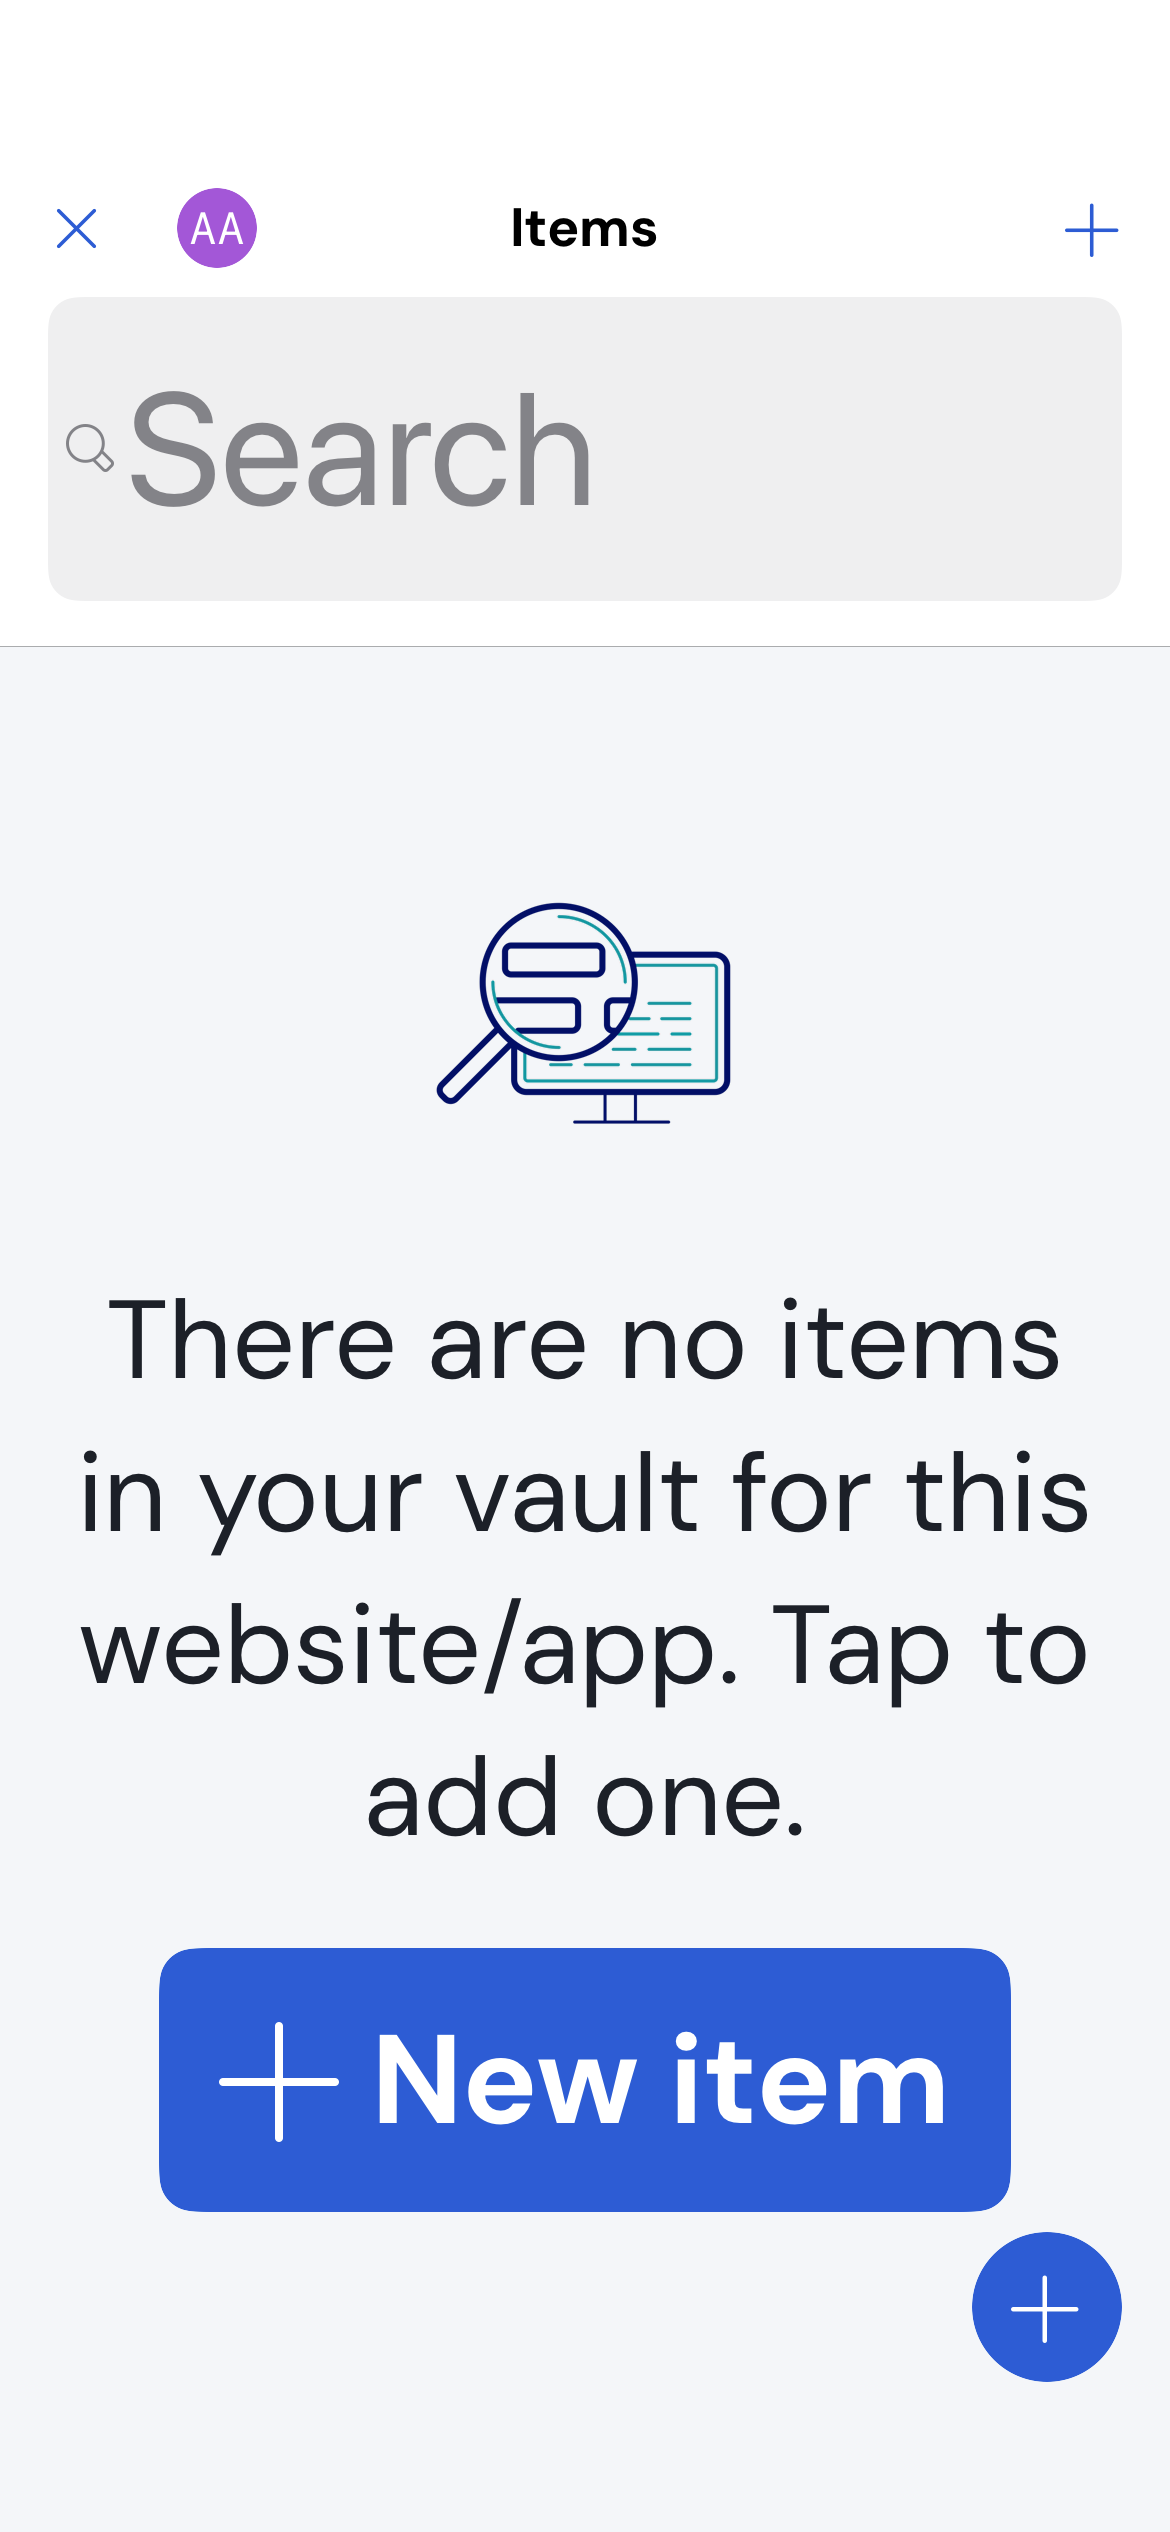 AA
Items
Search
There are no items
in your vault for this
website/app. Tap to
add one.
New item